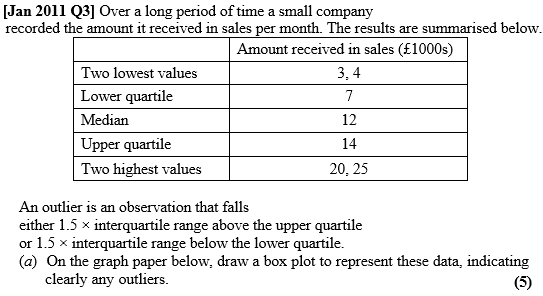 [Jan 2011 Q3] Over a long period of time a small company
recorded the amount it received in sales per month. The results are summarised below.
Amount received in sales (£1000s)
Two lowest values 3, 4
Lower quartile 7
Median 12
Upper quartile 14
Two highest values 20, 25
An outlier is an observation that falls
either 1.5 × interquartile range above the upper quartile
or 1.5 × interquartile range below the lower quartile.
(a) On the graph paper below, draw a box plot to represent these data, indicating
clearly any outliers.
(5)